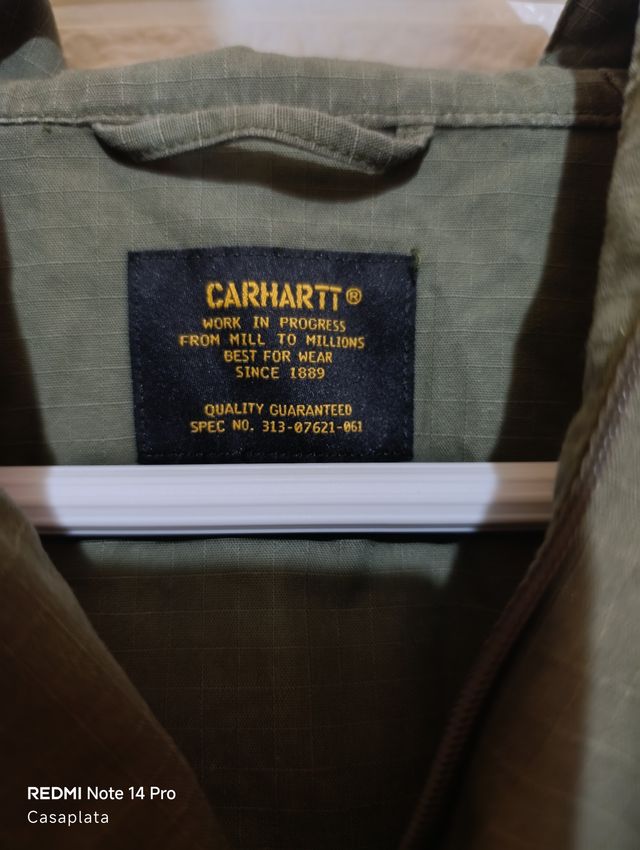 CARHARTT®
WORK IN PROGRESS
FROM MILL TO MILLIONS
BEST FOR WEAR
SINCE 1889
QUALITY GUARANTEED
SPEC NO. 313-07621-061
REDMI Note 14 Pro
Casaplata